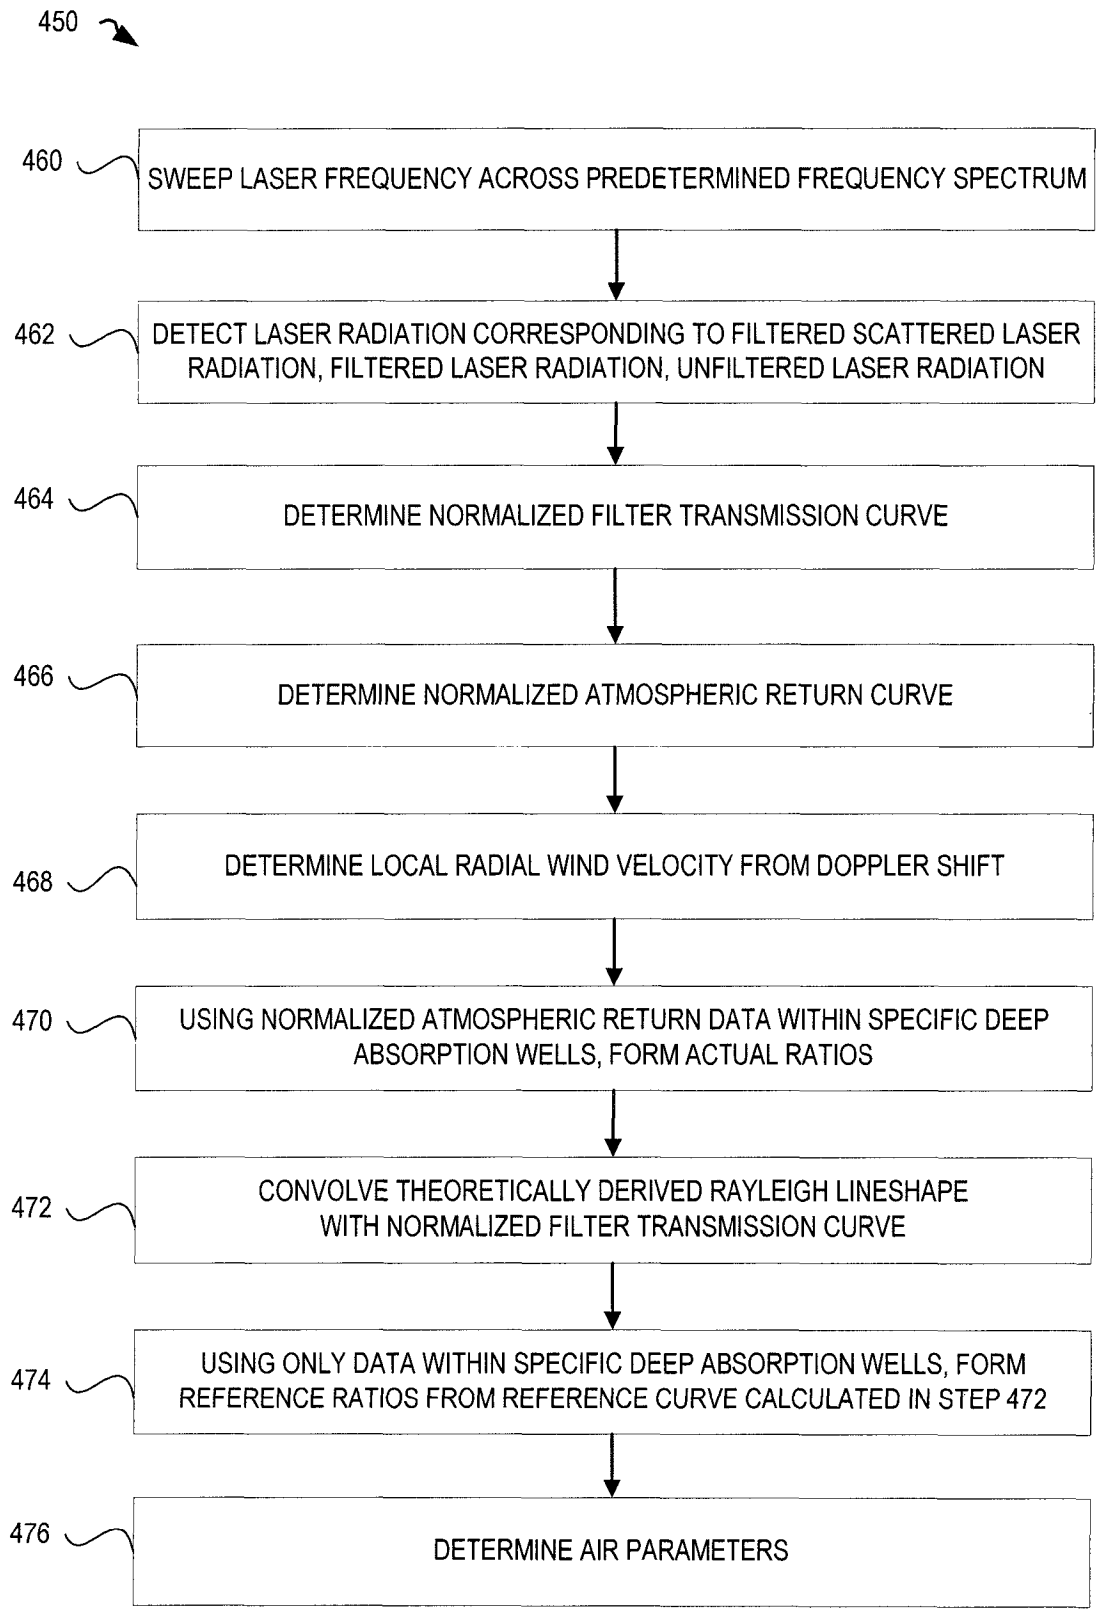 450
460
SWEEP LASER FREQUENCY ACROSS PREDETERMINED FREQUENCY SPECTRUM
462
DETECT LASER RADIATION CORRESPONDING TO FILTERED SCATTERED LASER
RADIATION, FILTERED LASER RADIATION, UNFILTERED LASER RADIATION
464
DETERMINE NORMALIZED FILTER TRANSMISSION CURVE
466
DETERMINE NORMALIZED ATMOSPHERIC RETURN CURVE
468
DETERMINE LOCAL RADIAL WIND VELOCITY FROM DOPPLER SHIFT
470
USING NORMALIZED ATMOSPHERIC RETURN DATA WITHIN SPECIFIC DEEP
ABSORPTION WELLS, FORM ACTUAL RATIOS
472
CONVOLVE THEORETICALLY DERIVED RAYLEIGH LINESHAPE
WITH NORMALIZED FILTER TRANSMISSION CURVE
474
USING ONLY DATA WITHIN SPECIFIC DEEP ABSORPTION WELLS, FORM
REFERENCE RATIOS FROM REFERENCE CURVE CALCULATED IN STEP 472
476
DETERMINE AIR PARAMETERS